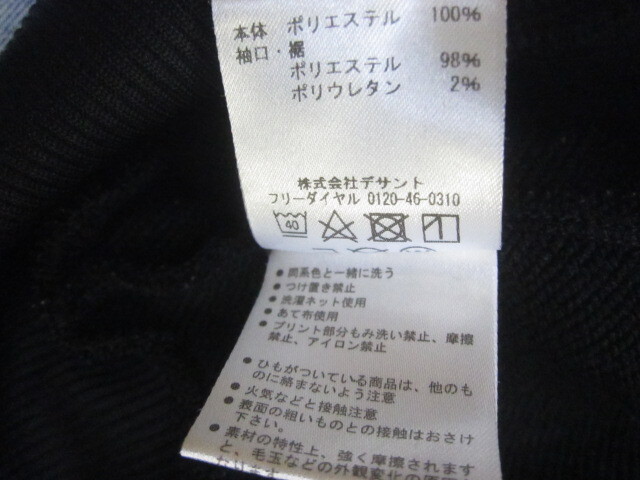 本体 ポリエステル 100%
袖口・裾
ポリエステル 98%
ポリウレタン 2%
株式会社デサント
フリーダイヤル 0120-46-0310
40
●同系色と一緒に洗う
●つけ置き禁止
●洗濯ネット使用
●あて布使用
●プリント部分もみ洗い禁止、摩擦
禁止、アイロン禁止
●ひもがついている商品は、他のも
のに絡まないよう注意
●火気などと接触注意
●表面の粗いものとの接触はおさけ
下さい。
●素材の特性上、強く摩擦されます
と、毛玉などの外観変化の原因